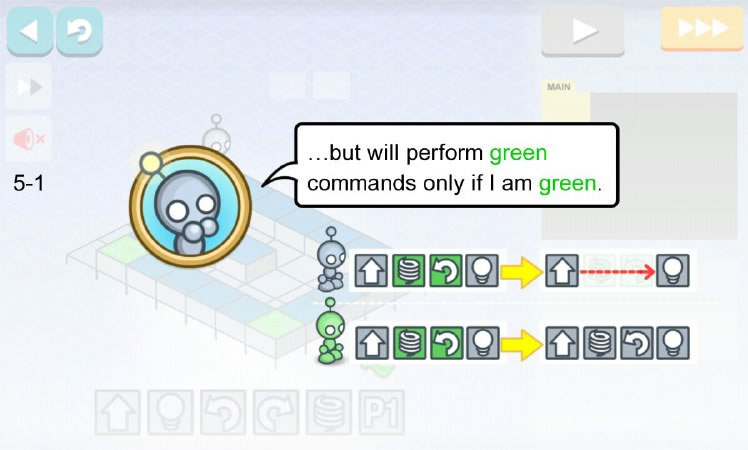 MAIN
…but will perform green
commands only if I am green.
5-1
P1